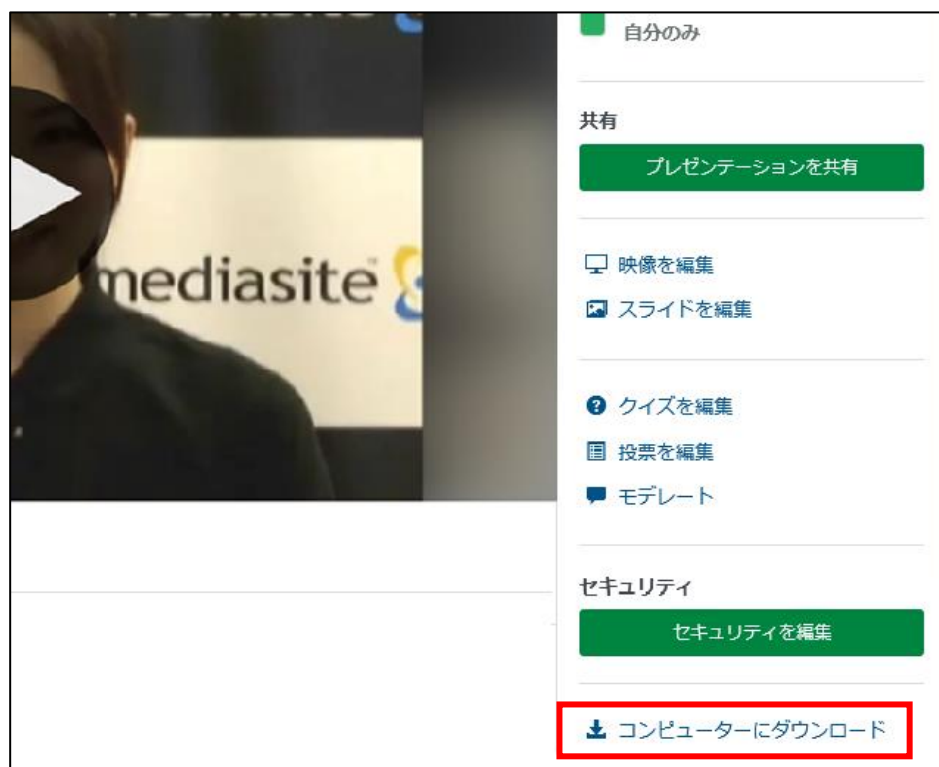 mediasite
自分のみ
共有
プレゼンテーションを共有
mediasite
映像を編集
スライドを編集
クイズを編集
投票を編集
モデレート
セキュリティ
セキュリティを編集
コンピューターにダウンロード